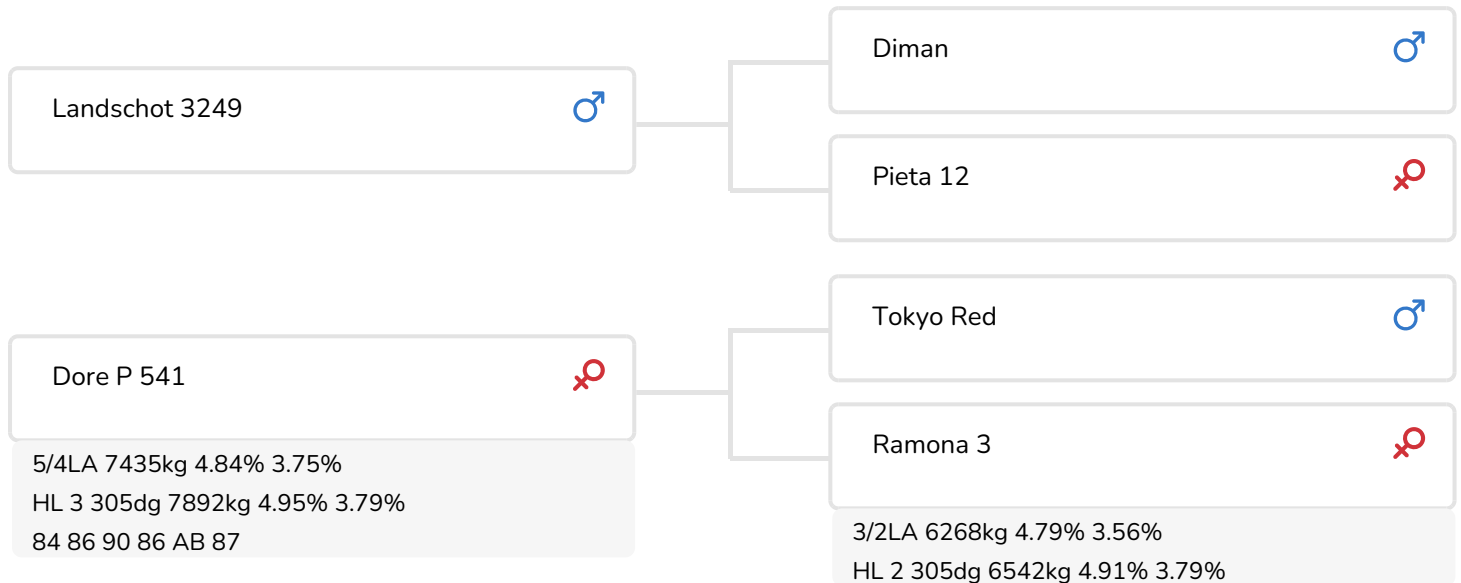 Landschot 3249
Diman
Pieta 12
Dore P 541
5/4LA 7435kg 4.84% 3.75%
HL 3 305dg 7892kg 4.95% 3.79%
84 86 90 86 AB 87
Tokyo Red
Ramona 3
3/2LA 6268kg 4.79% 3.56%
HL 2 305dg 6542kg 4.91% 3.79%